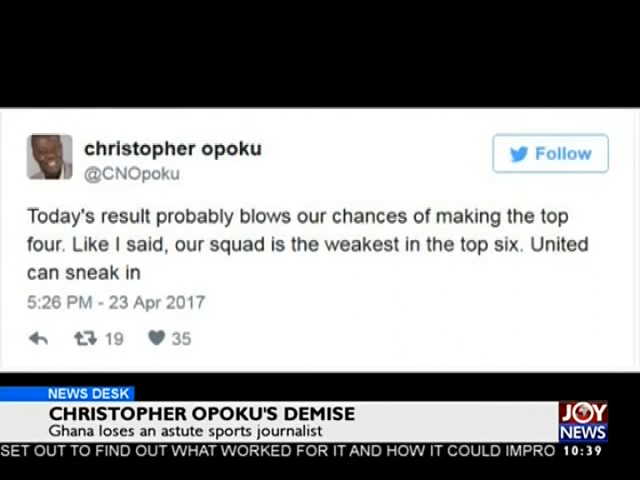 christopher opoku
@CNOpoku
Follow
Today's result probably blows our chances of making the top
four. Like I said, our squad is the weakest in the top six. United
can sneak in
5:26 PM - 23 Apr 2017
19 35
NEWS DESK
CHRISTOPHER OPOKU'S DEMISE
Ghana loses an astute sports journalist
JOY
NEWS
SET OUT TO FIND OUT WHAT WORKED FOR IT AND HOW IT COULD IMPRO
10:39